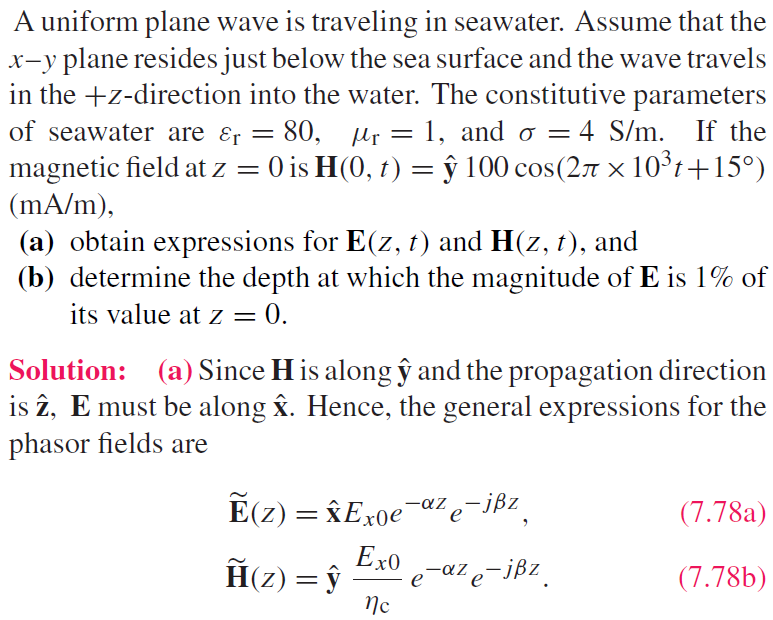 A uniform plane wave is traveling in seawater. Assume that the
x–y plane resides just below the sea surface and the wave travels
in the +z-direction into the water. The constitutive parameters
of seawater are εr = 80, μr = 1, and σ = 4 S/m. If the
magnetic field at z = 0 is H(0, t) = ŷ 100 cos(2π × 10³t +15°)
(mA/m),
(a) obtain expressions for E(z, t) and H(z, t), and
(b) determine the depth at which the magnitude of E is 1% of
its value at z = 0.
Solution: (a) Since H is along ŷ and the propagation direction
is ẑ, E must be along x̂. Hence, the general expressions for the
phasor fields are
Ẽ(z) = x̂Ex0e^−αz e^−jβz, (7.78a)
H̃(z) = ŷ Ex0/ηc e^−αz e^−jβz. (7.78b)